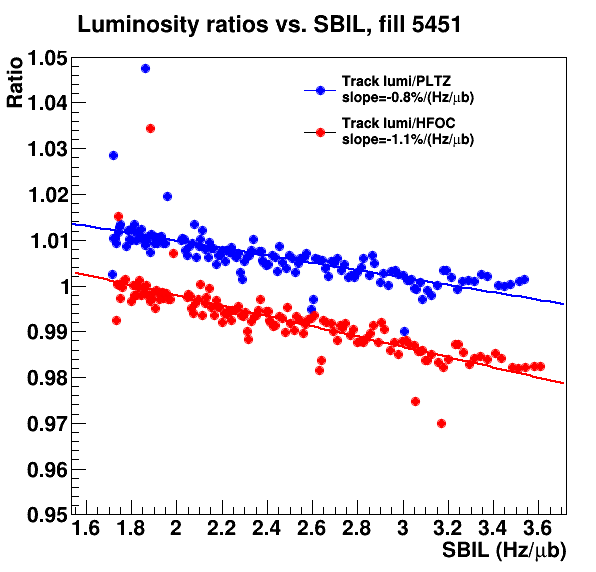 Luminosity ratios vs. SBIL, fill 5451
Ratio
1.05
1.04
1.03
1.02
1.01
1
0.99
0.98
0.97
0.96
0.95
Track lumi/PLTZ
slope=-0.8%/(Hz/μb)
Track lumi/HFOC
slope=-1.1%/(Hz/μb)
1.6 1.8 2 2.2 2.4 2.6 2.8 3 3.2 3.4 3.6
SBIL (Hz/μb)